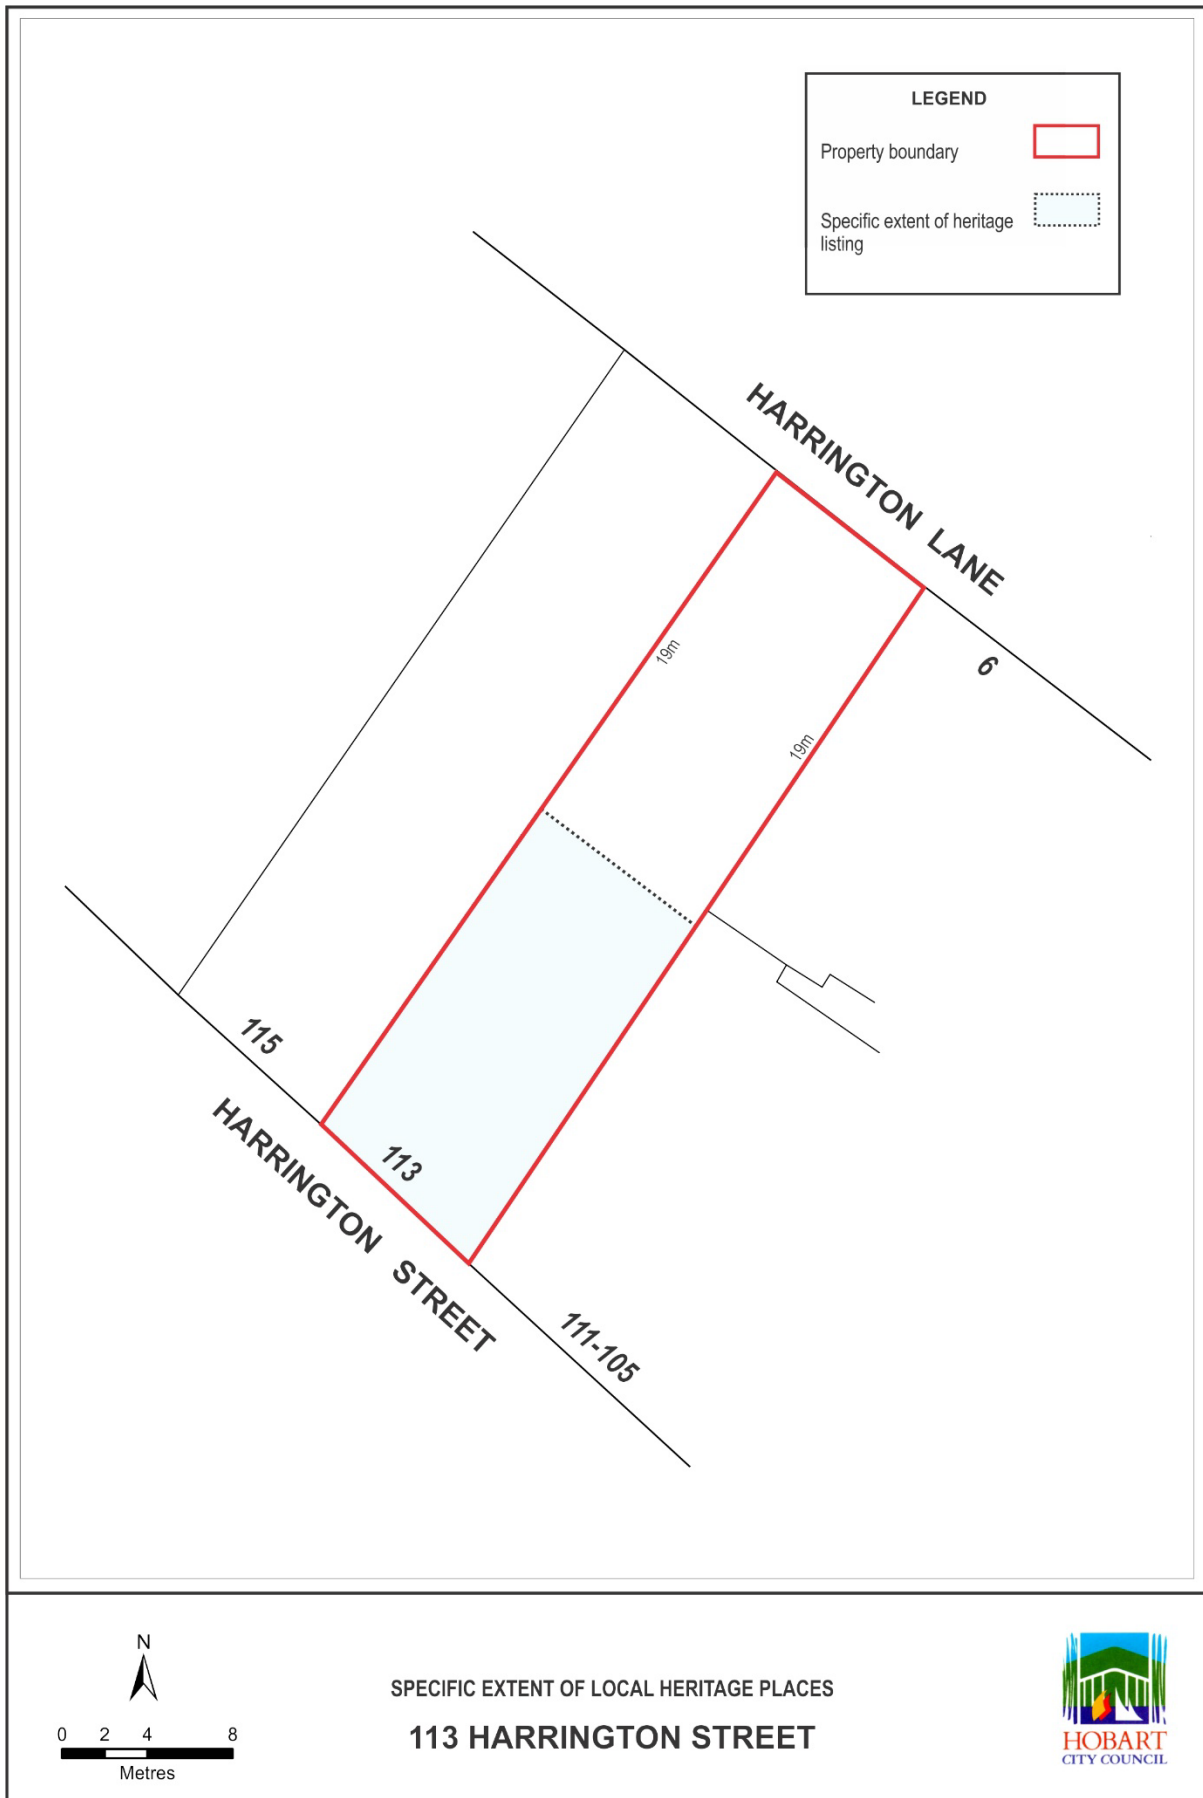 LEGEND
Property boundary
Specific extent of heritage
listing
HARRINGTON LANE
19m
6
19m
115
113
HARRINGTON STREET
111-105
N
0 2 4 8
Metres
SPECIFIC EXTENT OF LOCAL HERITAGE PLACES
113 HARRINGTON STREET
HOBART
CITY COUNCIL